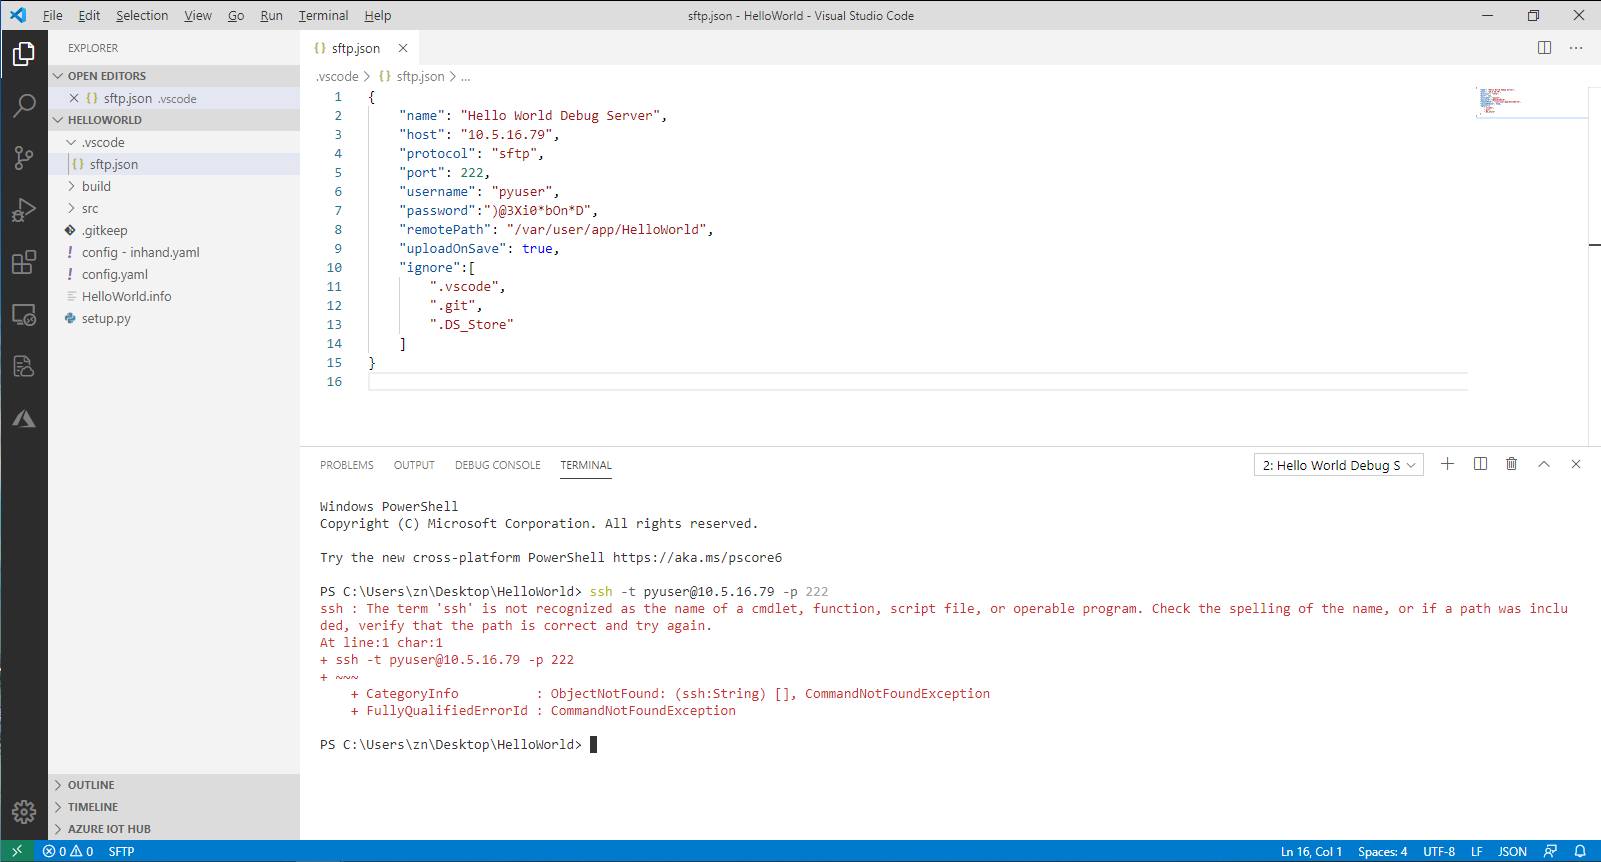 File Edit Selection View Go Run Terminal Help
sftp.json - HelloWorld - Visual Studio Code
EXPLORER
OPEN EDITORS
sftp.json .vscode
HELLOWORLD
.vscode
{} sftp.json
build
src
.gitkeep
! config - inhand.yaml
! config.yaml
HelloWorld.info
setup.py
OUTLINE
TIMELINE
AZURE IOT HUB
{} sftp.json
.vscode > {} sftp.json > ...
1 {
2 "name": "Hello World Debug Server",
3 "host": "10.5.16.79",
4 "protocol": "sftp",
5 "port": 222,
6 "username": "pyuser",
7 "password":")@3Xi0*bOn*D",
8 "remotePath": "/var/user/app/HelloWorld",
9 "uploadOnSave": true,
10 "ignore":[
11 ".vscode",
12 ".git",
13 ".DS_Store"
14 ]
15 }
16
PROBLEMS OUTPUT DEBUG CONSOLE TERMINAL
2: Hello World Debug S
Windows PowerShell
Copyright (C) Microsoft Corporation. All rights reserved.
Try the new cross-platform PowerShell https://aka.ms/pscore6
PS C:\Users\zn\Desktop\HelloWorld> ssh -t pyuser@10.5.16.79 -p 222
ssh : The term 'ssh' is not recognized as the name of a cmdlet, function, script file, or operable program. Check the spelling of the name, or if a path was inclu
ded, verify that the path is correct and try again.
At line:1 char:1
+ ssh -t pyuser@10.5.16.79 -p 222
+ ~~~
+ CategoryInfo : ObjectNotFound: (ssh:String) [], CommandNotFoundException
+ FullyQualifiedErrorId : CommandNotFoundException
PS C:\Users\zn\Desktop\HelloWorld>
0 0 SFTP
Ln 16, Col 1 Spaces: 4 UTF-8 LF JSON